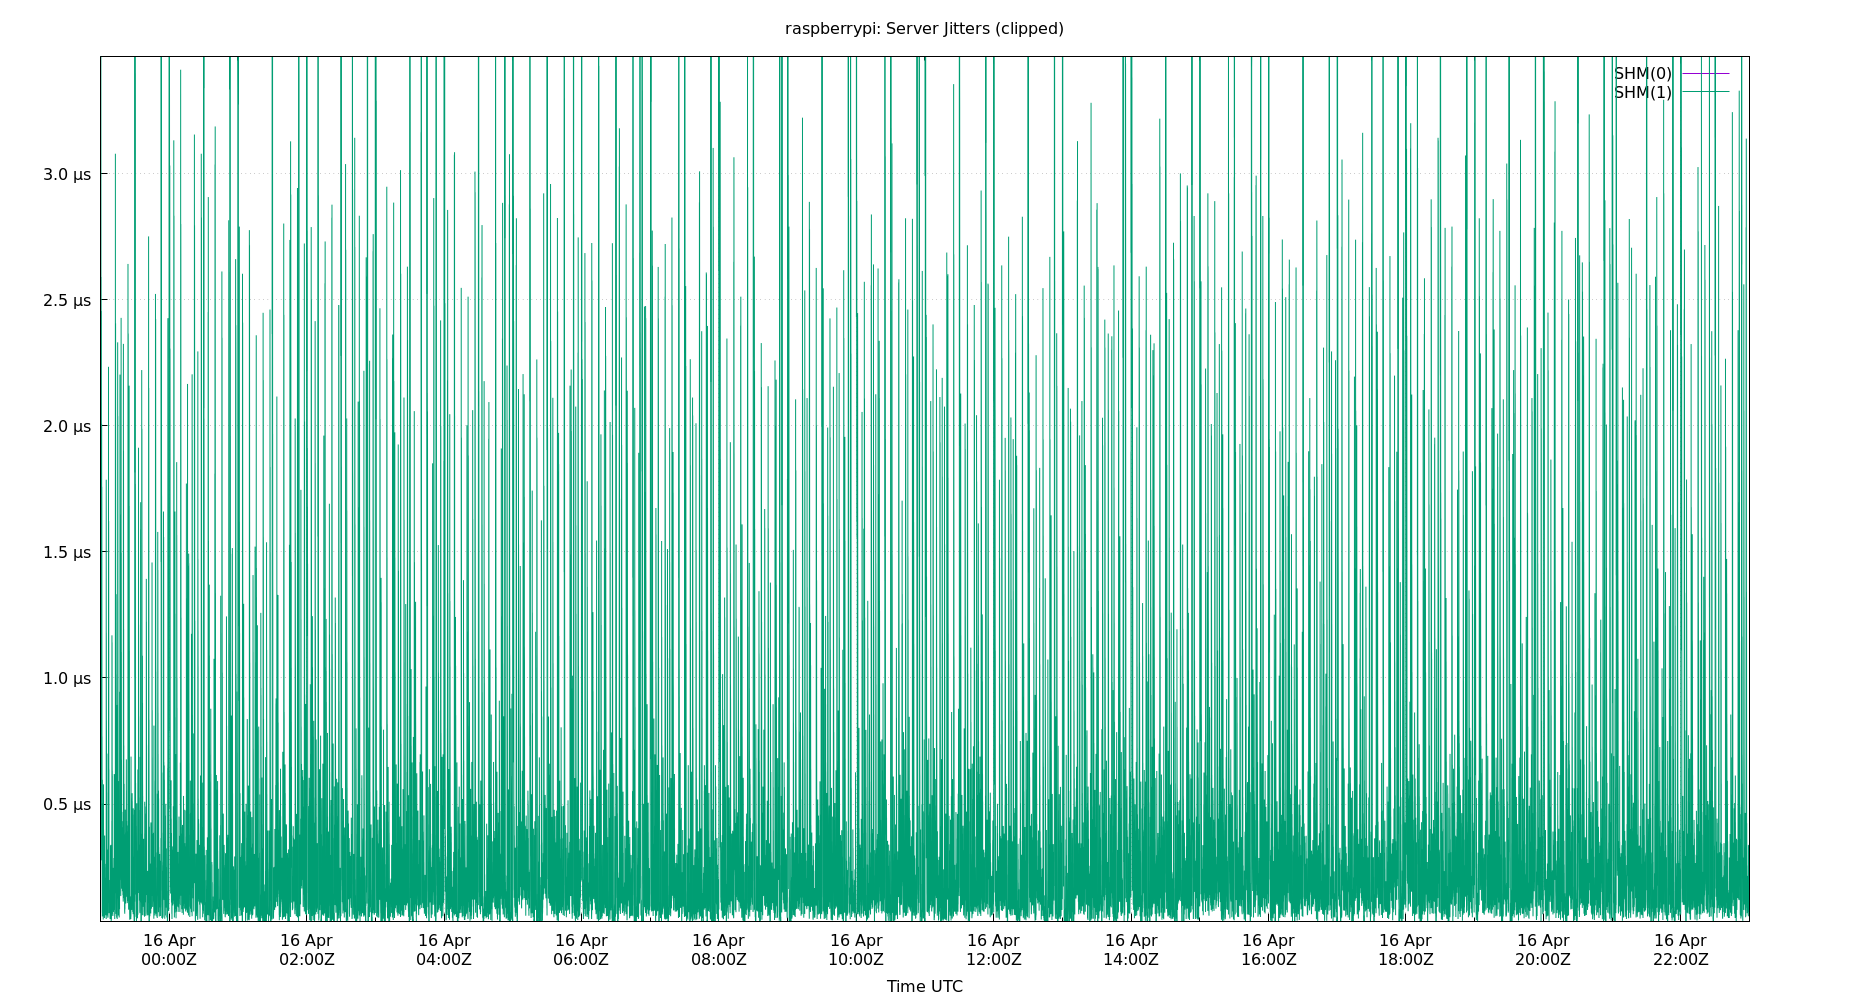 raspberrypi: Server Jitters (clipped)
SHM(0)
SHM(1)
3.0 µs
2.5 µs
2.0 µs
1.5 µs
1.0 µs
0.5 µs
16 Apr 16 Apr 16 Apr 16 Apr 16 Apr 16 Apr 16 Apr 16 Apr 16 Apr 16 Apr 16 Apr 16 Apr
00:00Z 02:00Z 04:00Z 06:00Z 08:00Z 10:00Z 12:00Z 14:00Z 16:00Z 18:00Z 20:00Z 22:00Z
Time UTC